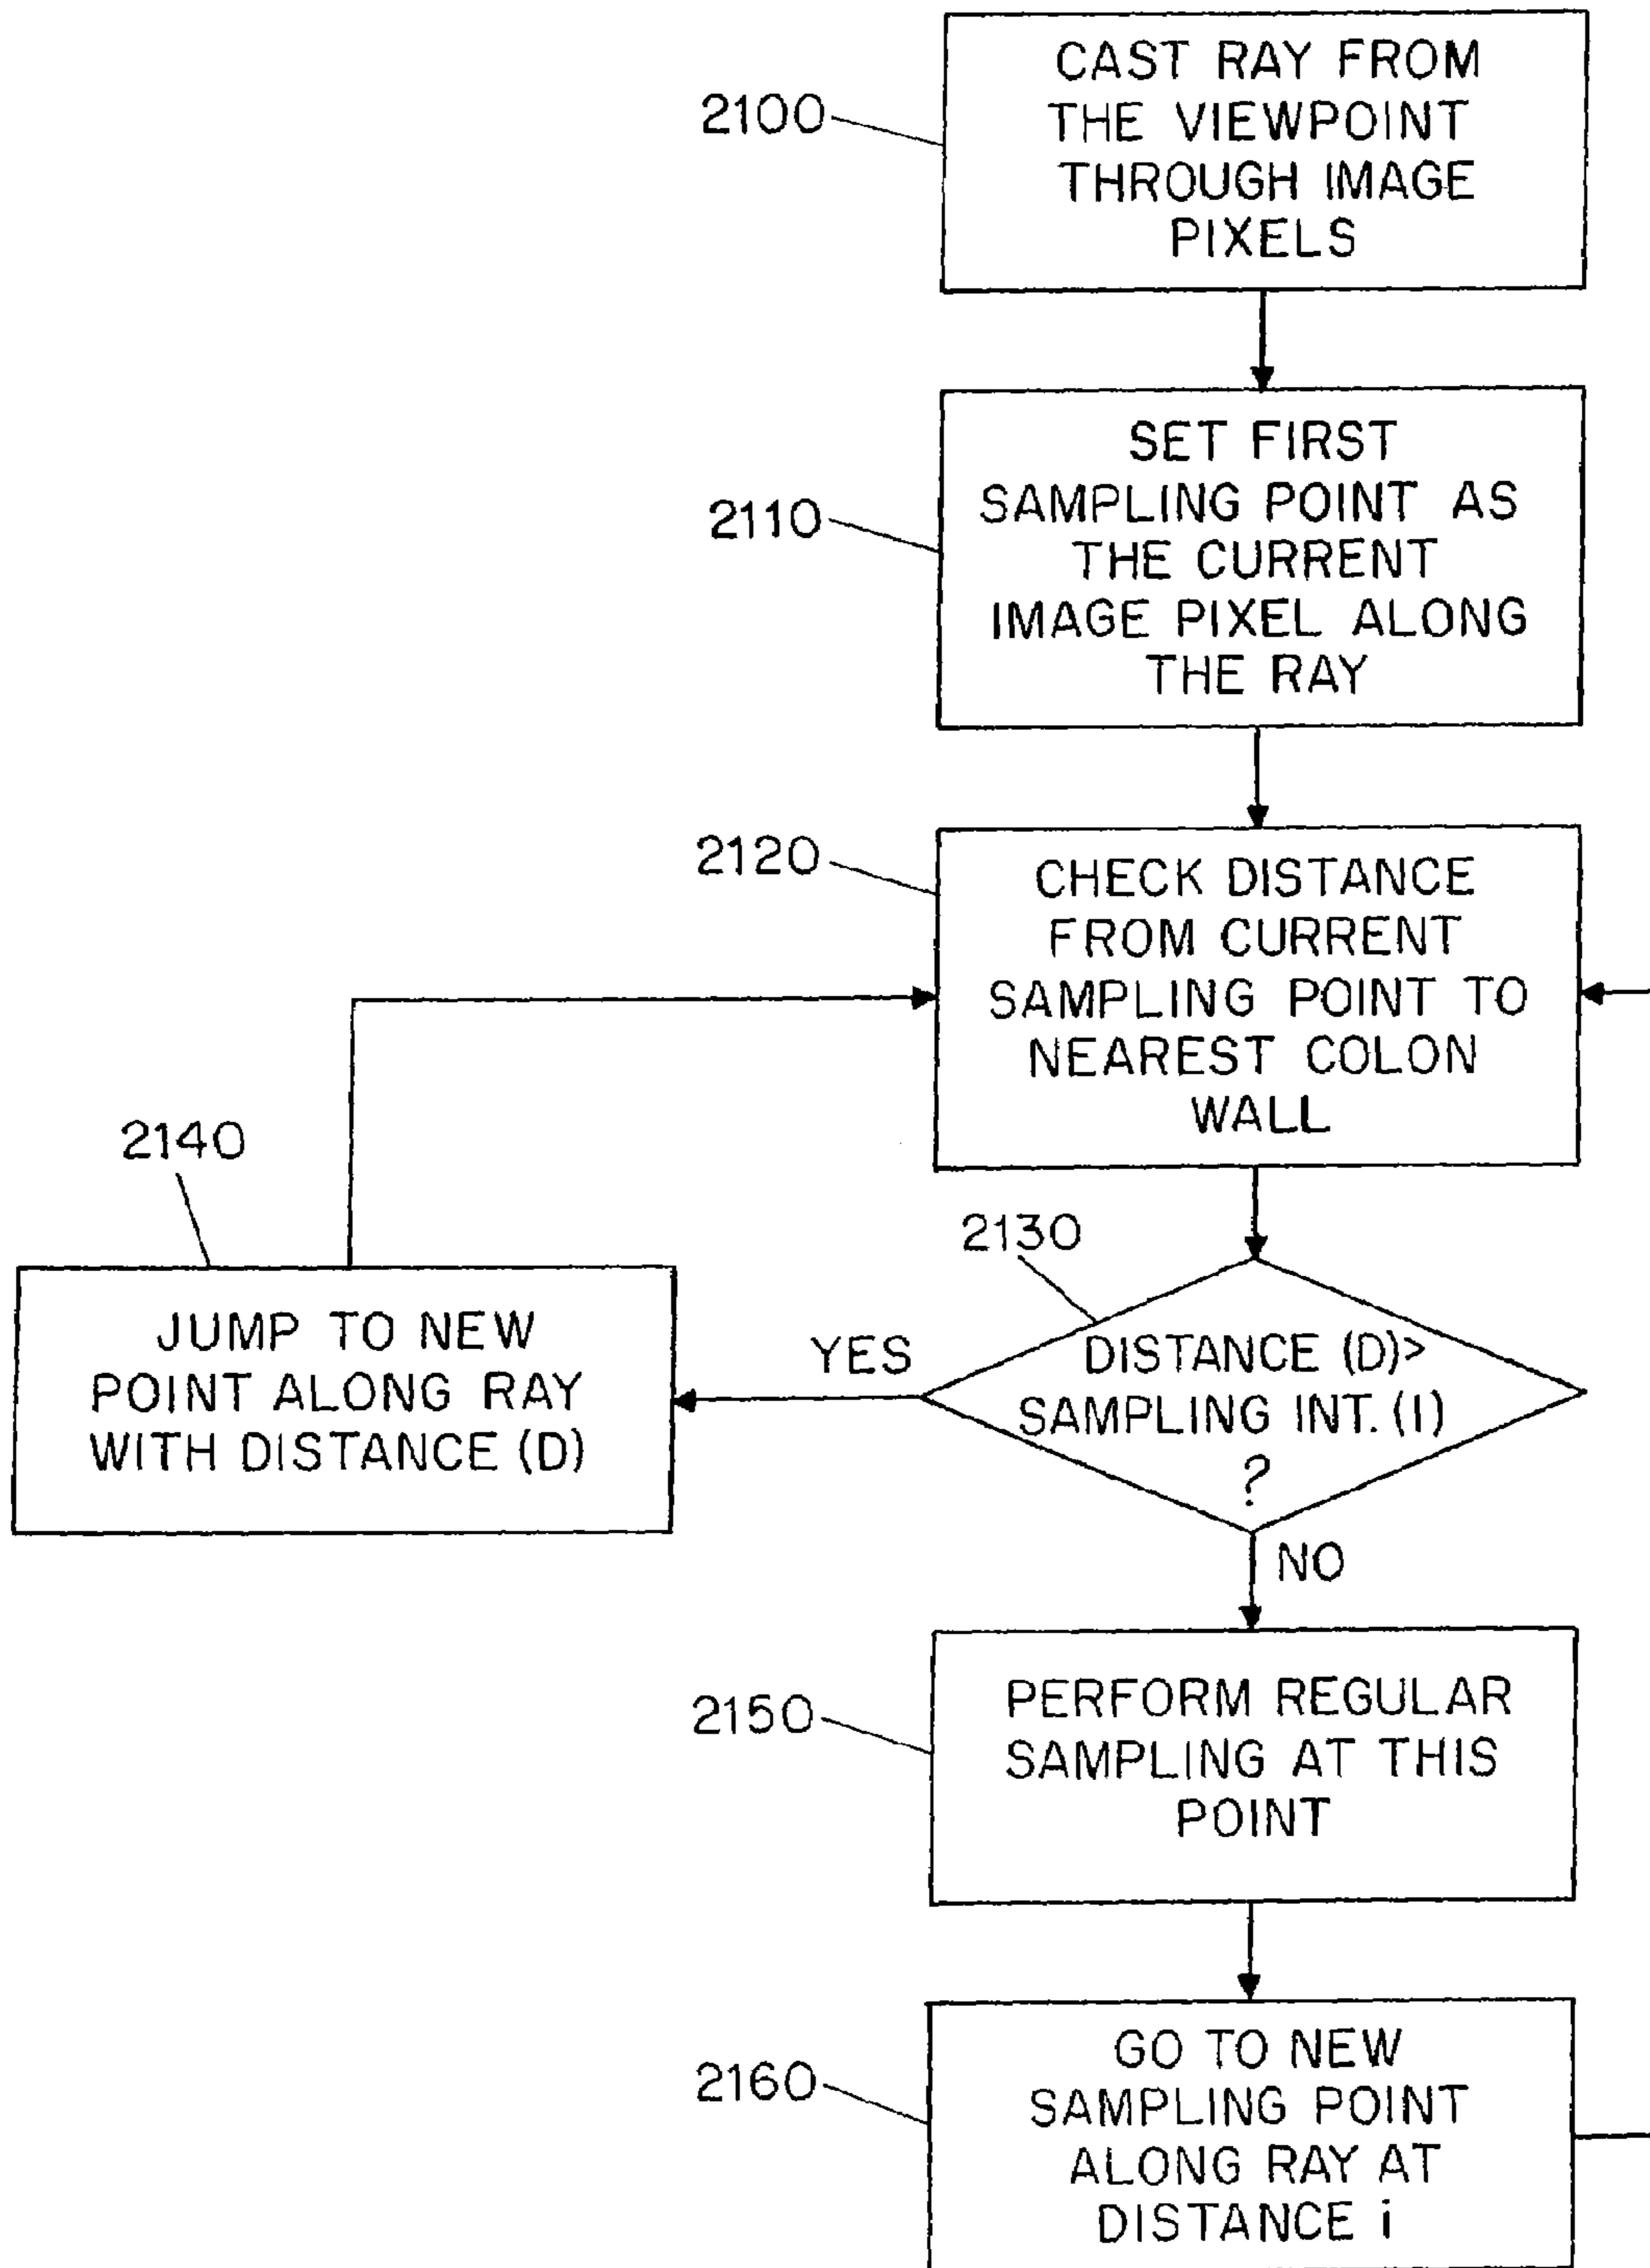 2100
CAST RAY FROM
THE VIEWPOINT
THROUGH IMAGE
PIXELS
2110
SET FIRST
SAMPLING POINT AS
THE CURRENT
IMAGE PIXEL ALONG
THE RAY
2120
CHECK DISTANCE
FROM CURRENT
SAMPLING POINT TO
NEAREST COLON
WALL
2130
DISTANCE (D)>
SAMPLING INT. (I)
?
YES
2140
JUMP TO NEW
POINT ALONG RAY
WITH DISTANCE (D)
NO
2150
PERFORM REGULAR
SAMPLING AT THIS
POINT
2160
GO TO NEW
SAMPLING POINT
ALONG RAY AT
DISTANCE i